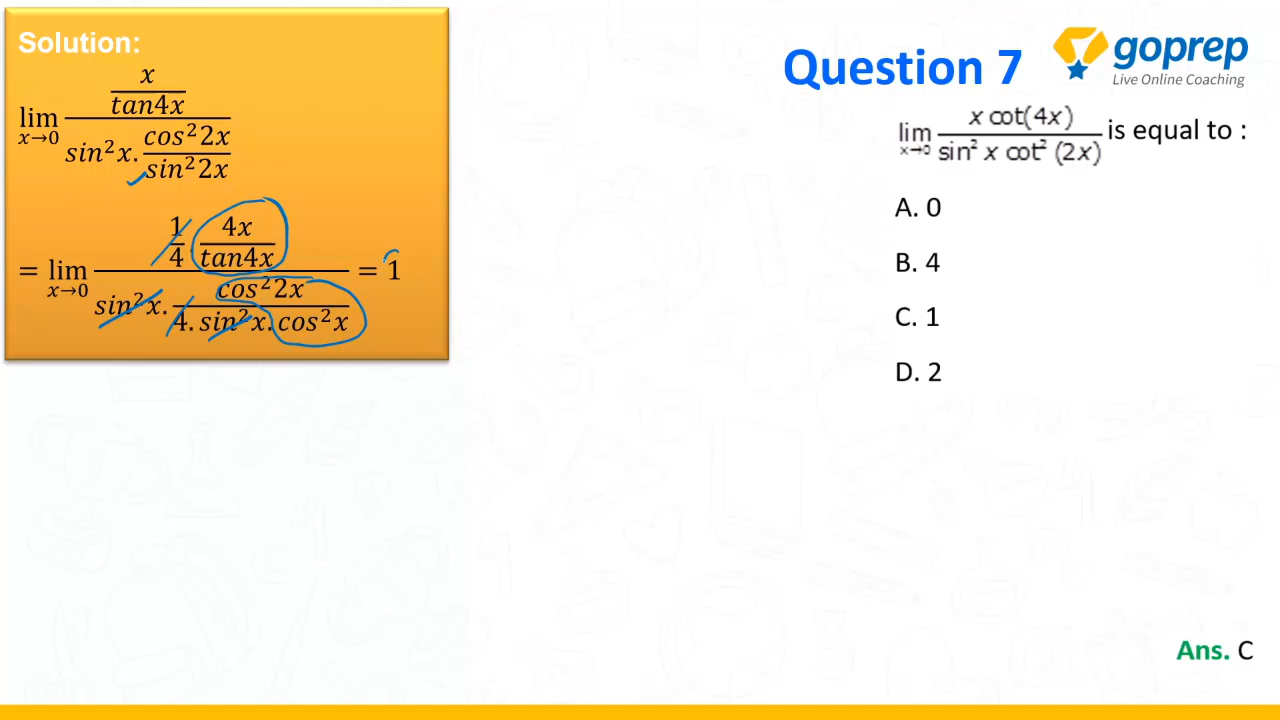 Solution:
lim x→0 (x / tan4x) / (sin²x. cos²2x / sin²2x)
= lim x→0 (1/4 . 4x / tan4x) / (sin²x. cos²2x / 4.sin²x.cos²x) = 1
Question 7
goprep
Live Online Coaching
lim x→0 x cot(4x) / sin² x cot² (2x) is equal to :
A. 0
B. 4
C. 1
D. 2
Ans. C